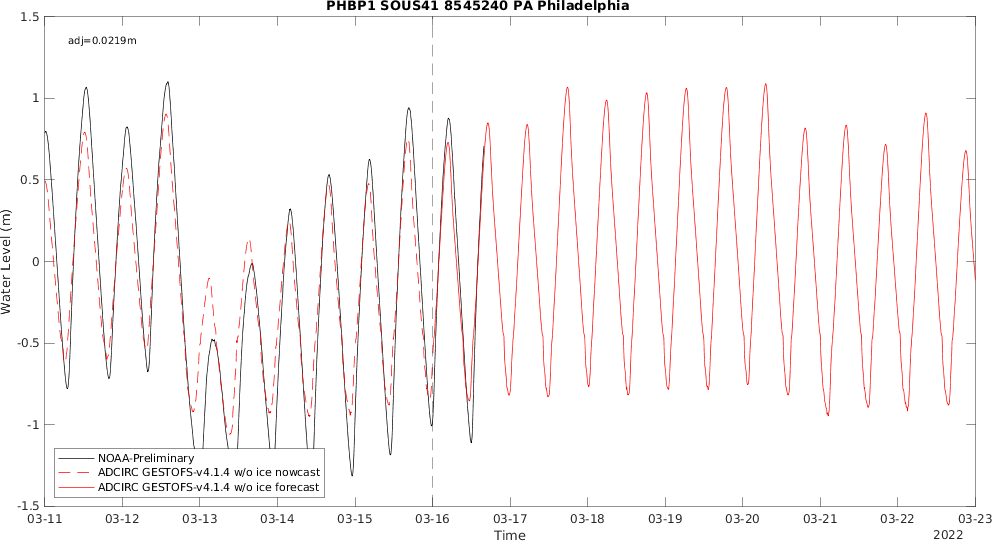 PHBP1 SOUS41 8545240 PA Philadelphia
adj=0.0219m
1.5
1
0.5
0
-0.5
-1
-1.5
Water Level (m)
NOAA-Preliminary
ADCIRC GESTOFS-v4.1.4 w/o ice nowcast
ADCIRC GESTOFS-v4.1.4 w/o ice forecast
03-11 03-12 03-13 03-14 03-15 03-16 03-17 03-18 03-19 03-20 03-21 03-22 03-23
Time
2022